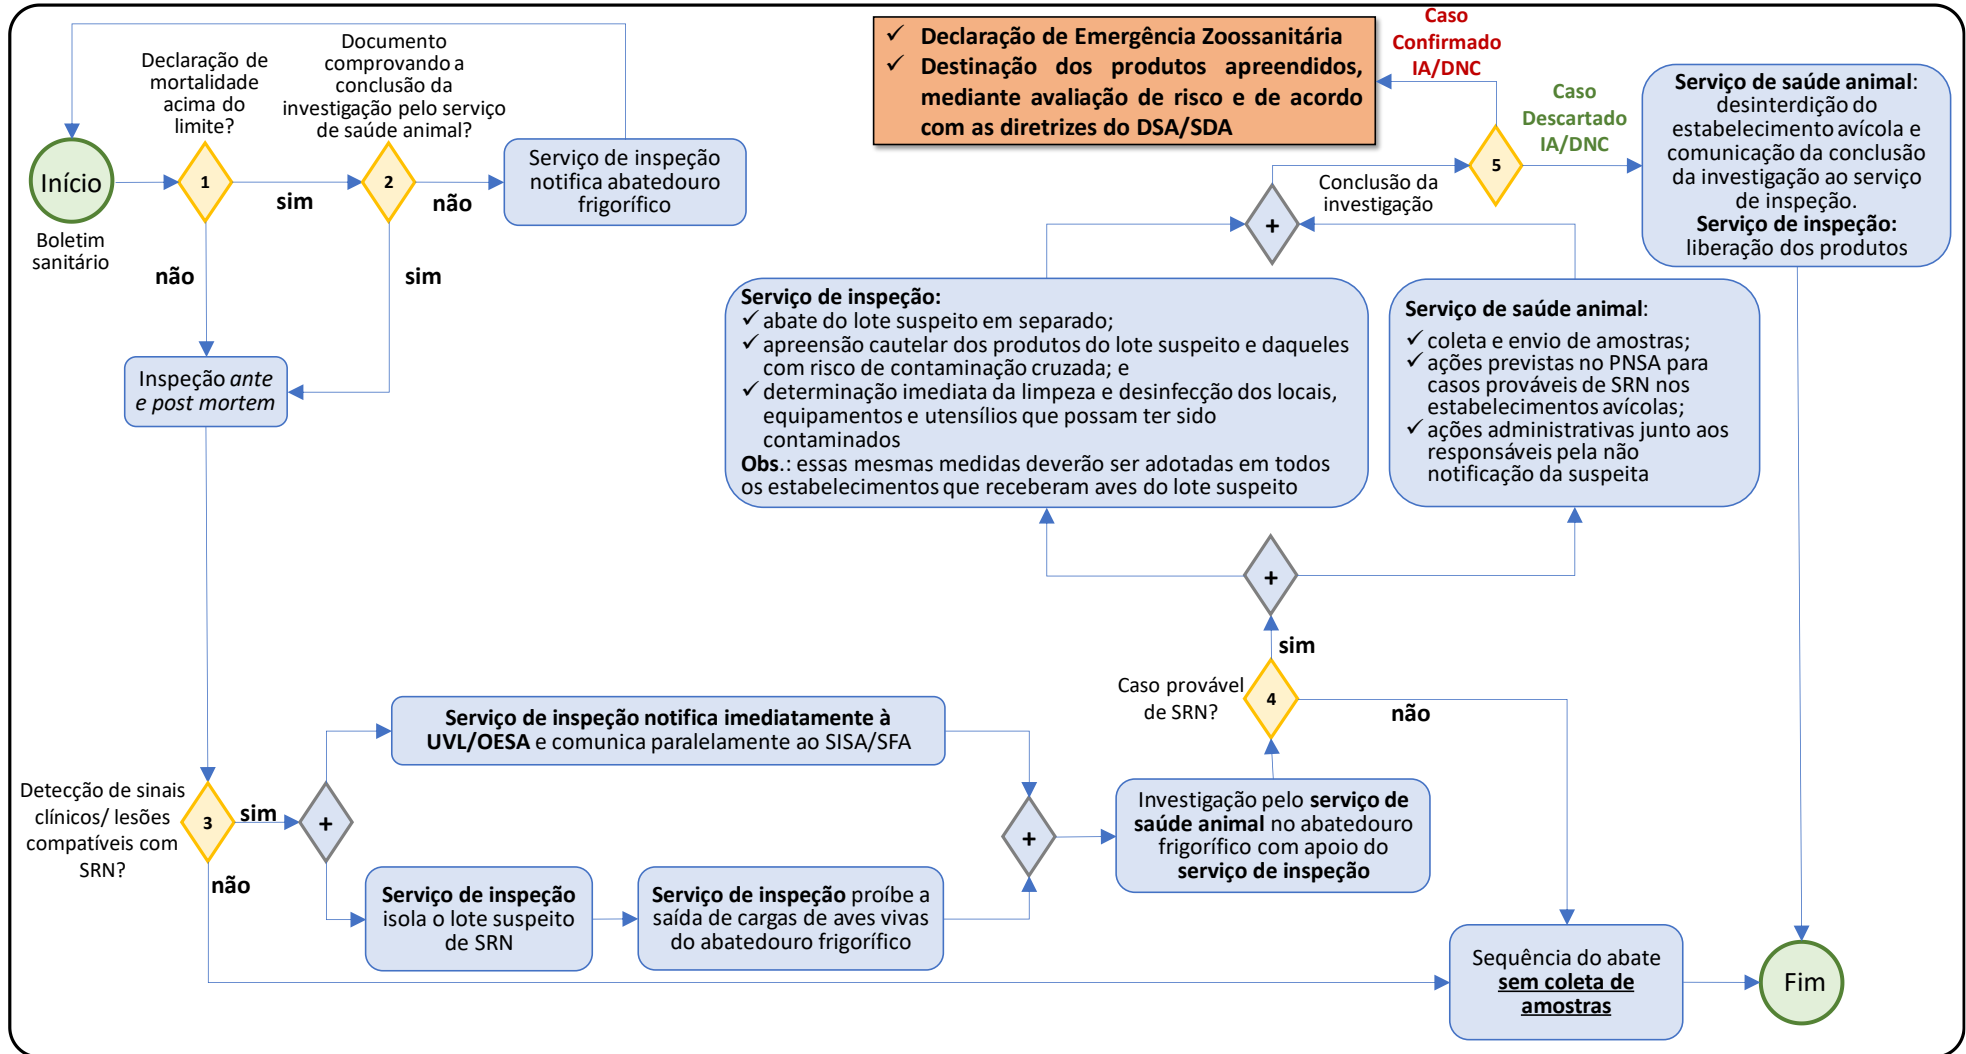 Declaração de
mortalidade
acima do
limite?
Documento
comprovando a
conclusão da
investigação pelo serviço
de saúde animal?
Início
Boletim
sanitário
1
sim
2
não
Serviço de inspeção
notifica abatedouro
frigorífico
não
sim
Inspeção ante
e post mortem
Detecção de sinais
clínicos/ lesões
compatíveis com
SRN?
3
sim
não
+
Serviço de inspeção notifica imediatamente à
UVL/OESA e comunica paralelamente ao SISA/SFA
Serviço de inspeção
isola o lote suspeito
de SRN
Serviço de inspeção proíbe a
saída de cargas de aves vivas
do abatedouro frigorífico
+
Investigação pelo serviço de
saúde animal no abatedouro
frigorífico com apoio do
serviço de inspeção
Caso provável
de SRN?
4
sim
não
+
Serviço de inspeção:
✓ abate do lote suspeito em separado;
✓ apreensão cautelar dos produtos do lote suspeito e daqueles
com risco de contaminação cruzada; e
✓ determinação imediata da limpeza e desinfecção dos locais,
equipamentos e utensílios que possam ter sido
contaminados
Obs.: essas mesmas medidas deverão ser adotadas em todos
os estabelecimentos que receberam aves do lote suspeito
Serviço de saúde animal:
✓ coleta e envio de amostras;
✓ ações previstas no PNSA para
casos prováveis de SRN nos
estabelecimentos avícolas;
✓ ações administrativas junto aos
responsáveis pela não
notificação da suspeita
+
Conclusão da
investigação
5
Caso
Confirmado
IA/DNC
✓ Declaração de Emergência Zoossanitária
✓ Destinação dos produtos apreendidos,
mediante avaliação de risco e de acordo
com as diretrizes do DSA/SDA
Caso
Descartado
IA/DNC
Serviço de saúde animal:
desinterdição do
estabelecimento avícola e
comunicação da conclusão
da investigação ao serviço
de inspeção.
Serviço de inspeção:
liberação dos produtos
Sequência do abate
sem coleta de
amostras
Fim